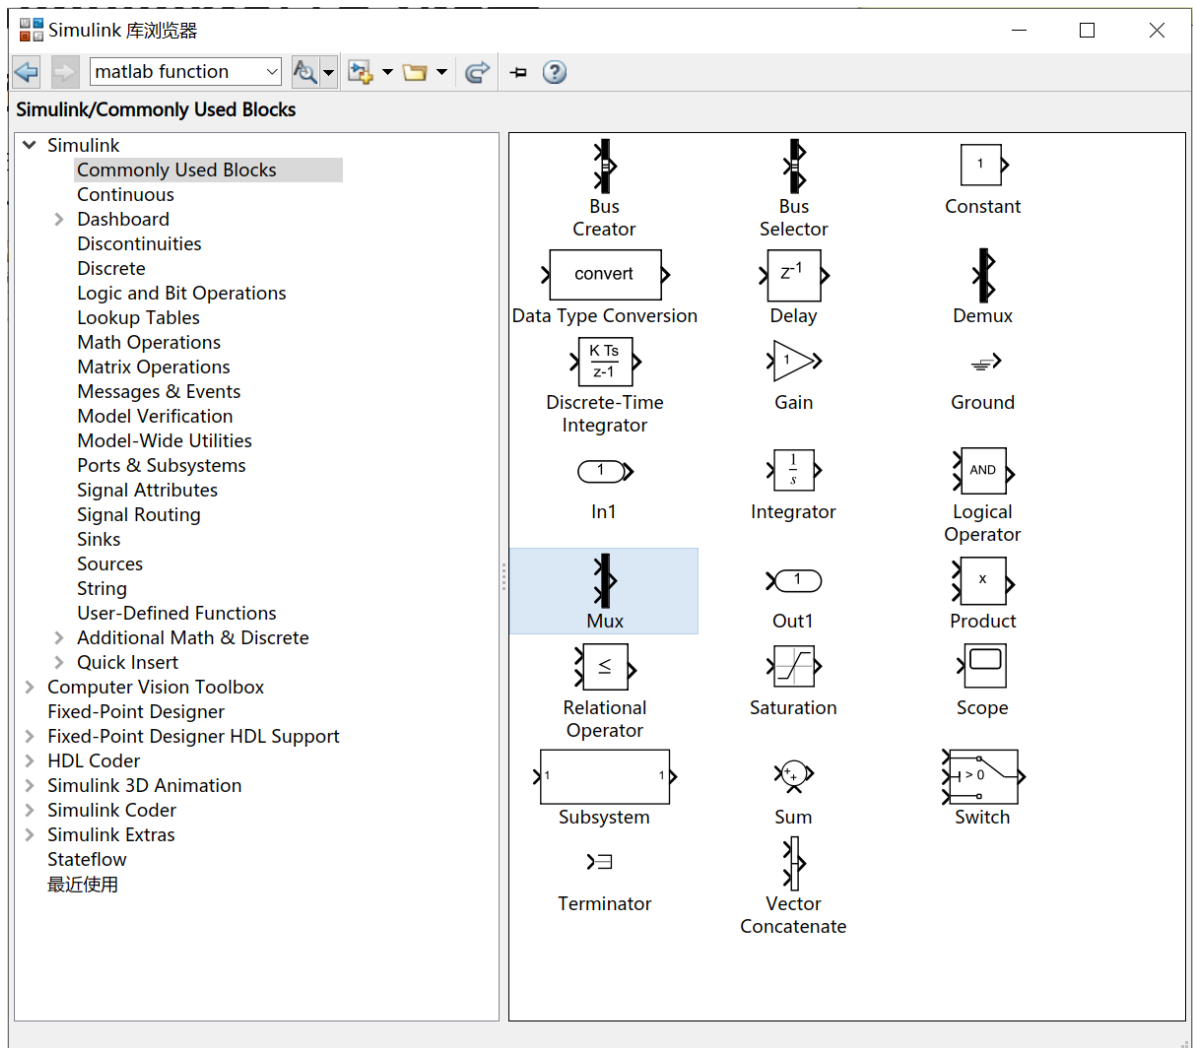 Simulink 库浏览器
matlab function
Simulink/Commonly Used Blocks
Simulink
Commonly Used Blocks
Continuous
Dashboard
Discontinuities
Discrete
Logic and Bit Operations
Lookup Tables
Math Operations
Matrix Operations
Messages & Events
Model Verification
Model-Wide Utilities
Ports & Subsystems
Signal Attributes
Signal Routing
Sinks
Sources
String
User-Defined Functions
Additional Math & Discrete
Quick Insert
Computer Vision Toolbox
Fixed-Point Designer
Fixed-Point Designer HDL Support
HDL Coder
Simulink 3D Animation
Simulink Coder
Simulink Extras
Stateflow
最近使用
Bus
Creator
Bus
Selector
1
Constant
convert
Data Type Conversion
z-1
Delay
Demux
K Ts
z-1
Discrete-Time
Integrator
1
Gain
Ground
1
In1
1
s
Integrator
AND
Logical
Operator
Mux
1
Out1
x
Product
≤
Relational
Operator
Saturation
Scope
1 1
Subsystem
+
+
Sum
> 0
Switch
Terminator
Vector
Concatenate